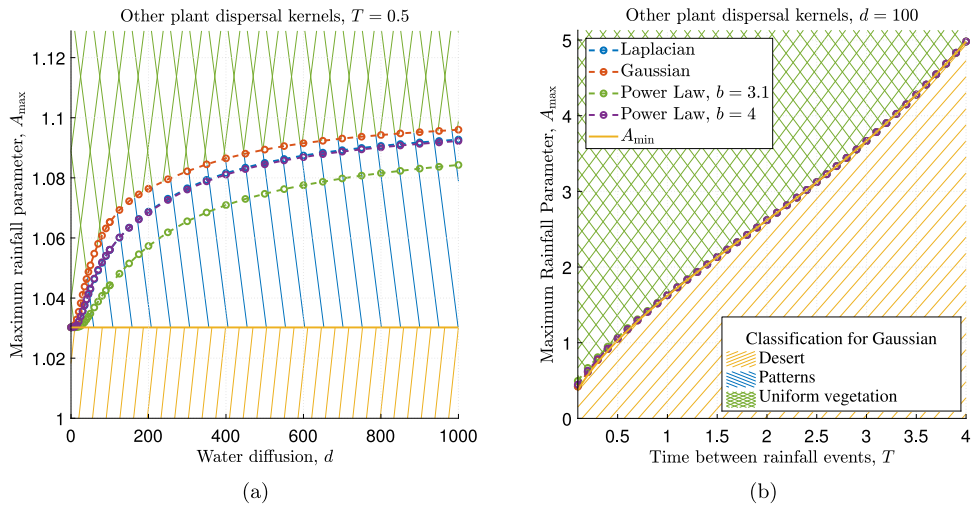 Other plant dispersal kernels, T = 0.5
Maximum rainfall parameter, A_max
1.12
1.1
1.08
1.06
1.04
1.02
1
0
200
400
600
800
1000
Water diffusion, d
(a)
Other plant dispersal kernels, d = 100
Maximum Rainfall Parameter, A_max
5
4
3
2
1
0
Laplacian
Gaussian
Power Law, b = 3.1
Power Law, b = 4
A_min
Classification for Gaussian
Desert
Patterns
Uniform vegetation
0.5
1
1.5
2
2.5
3
3.5
4
Time between rainfall events, T
(b)